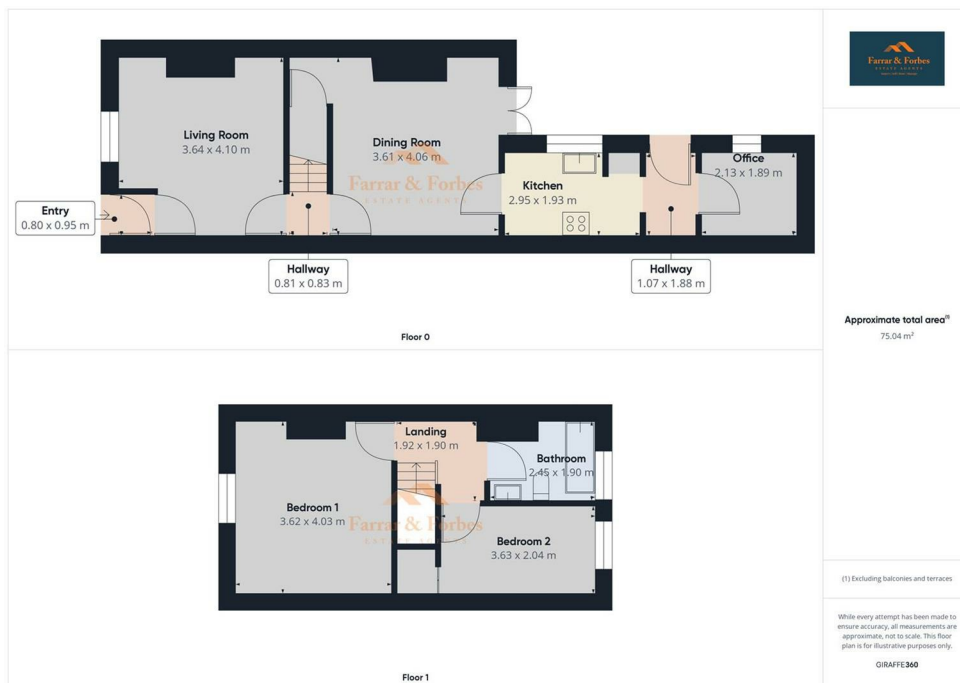 Living Room
3.64 x 4.10 m
Dining Room
3.61 x 4.06 m
Farrar & Forbes
ESTATE AGENTS
Kitchen
2.95 x 1.93 m
Office
2.13 x 1.89 m
Entry
0.80 x 0.95 m
Hallway
0.81 x 0.83 m
Hallway
1.07 x 1.88 m
Floor 0
Landing
1.92 x 1.90 m
Bathroom
2.45 x 1.90 m
Bedroom 1
3.62 x 4.03 m
Farrar & Forbes
ESTATE AGENTS
Bedroom 2
3.63 x 2.04 m
Floor 1
Farrar & Forbes
ESTATE AGENTS
Approximate total area(1)
75.04 m²
(1) Excluding balconies and terraces
While every attempt has been made to
ensure accuracy, all measurements are
approximate, not to scale. This floor
plan is for illustrative purposes only.
GIRAFFE360